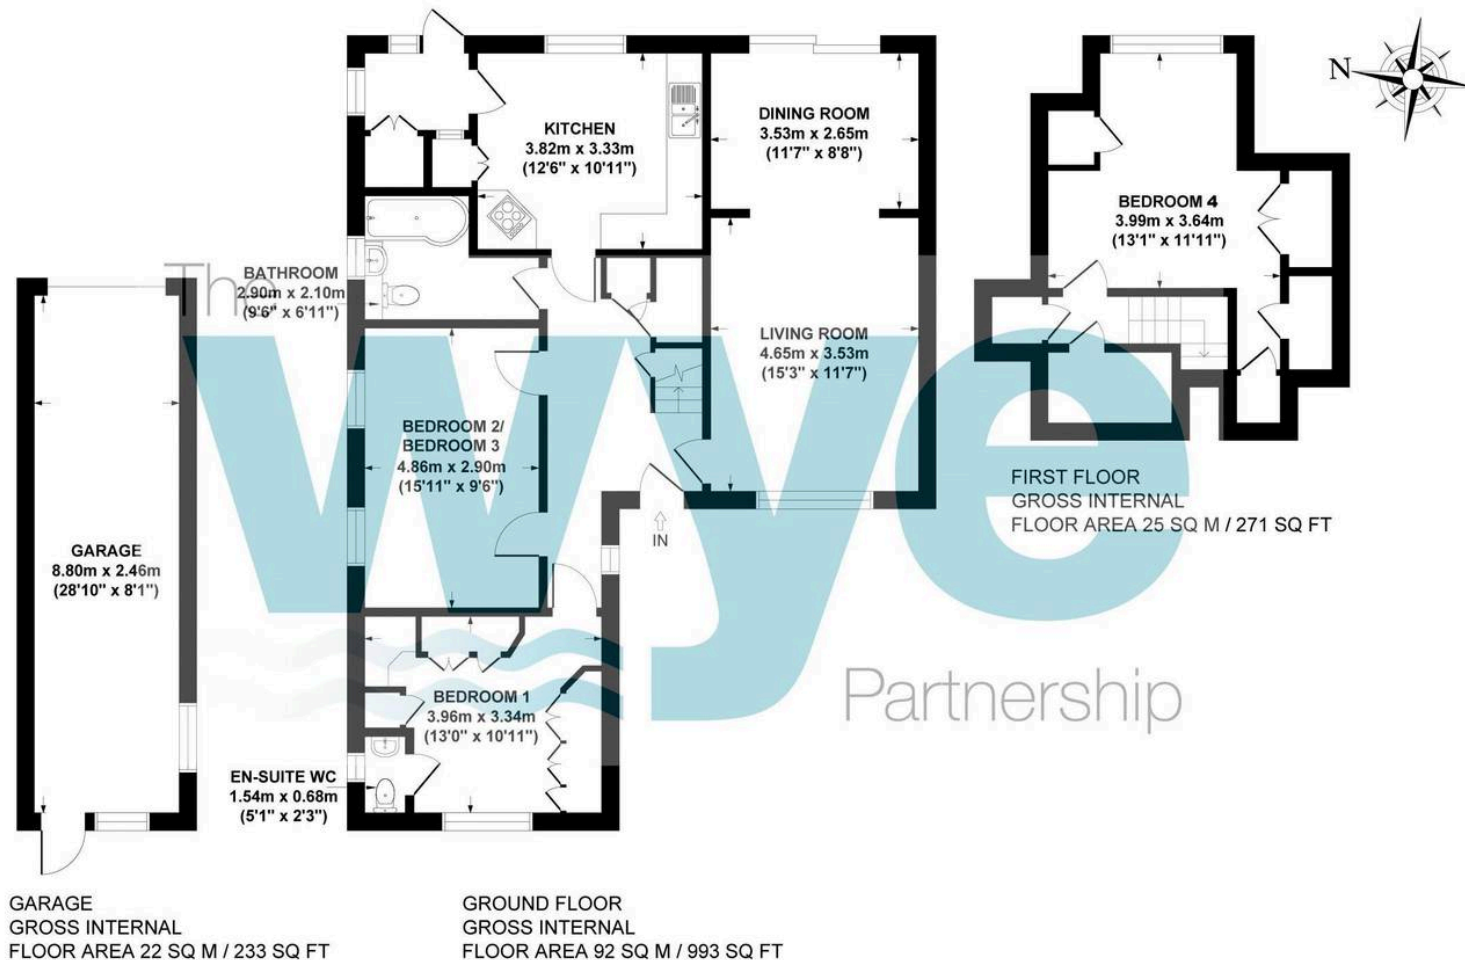 N
KITCHEN
3.82m x 3.33m
(12'6" x 10'11")
DINING ROOM
3.53m x 2.65m
(11'7" x 8'8")
BEDROOM 4
3.99m x 3.64m
(13'1" x 11'11")
The
BATHROOM
2.90m x 2.10m
(9'6" x 6'11")
LIVING ROOM
4.65m x 3.53m
(15'3" x 11'7")
wye
BEDROOM 2/
BEDROOM 3
4.86m x 2.90m
(15'11" x 9'6")
FIRST FLOOR
GROSS INTERNAL
FLOOR AREA 25 SQ M / 271 SQ FT
IN
GARAGE
8.80m x 2.46m
(28'10" x 8'1")
Partnership
BEDROOM 1
3.96m x 3.34m
(13'0" x 10'11")
EN-SUITE WC
1.54m x 0.68m
(5'1" x 2'3")
GARAGE
GROSS INTERNAL
FLOOR AREA 22 SQ M / 233 SQ FT
GROUND FLOOR
GROSS INTERNAL
FLOOR AREA 92 SQ M / 993 SQ FT